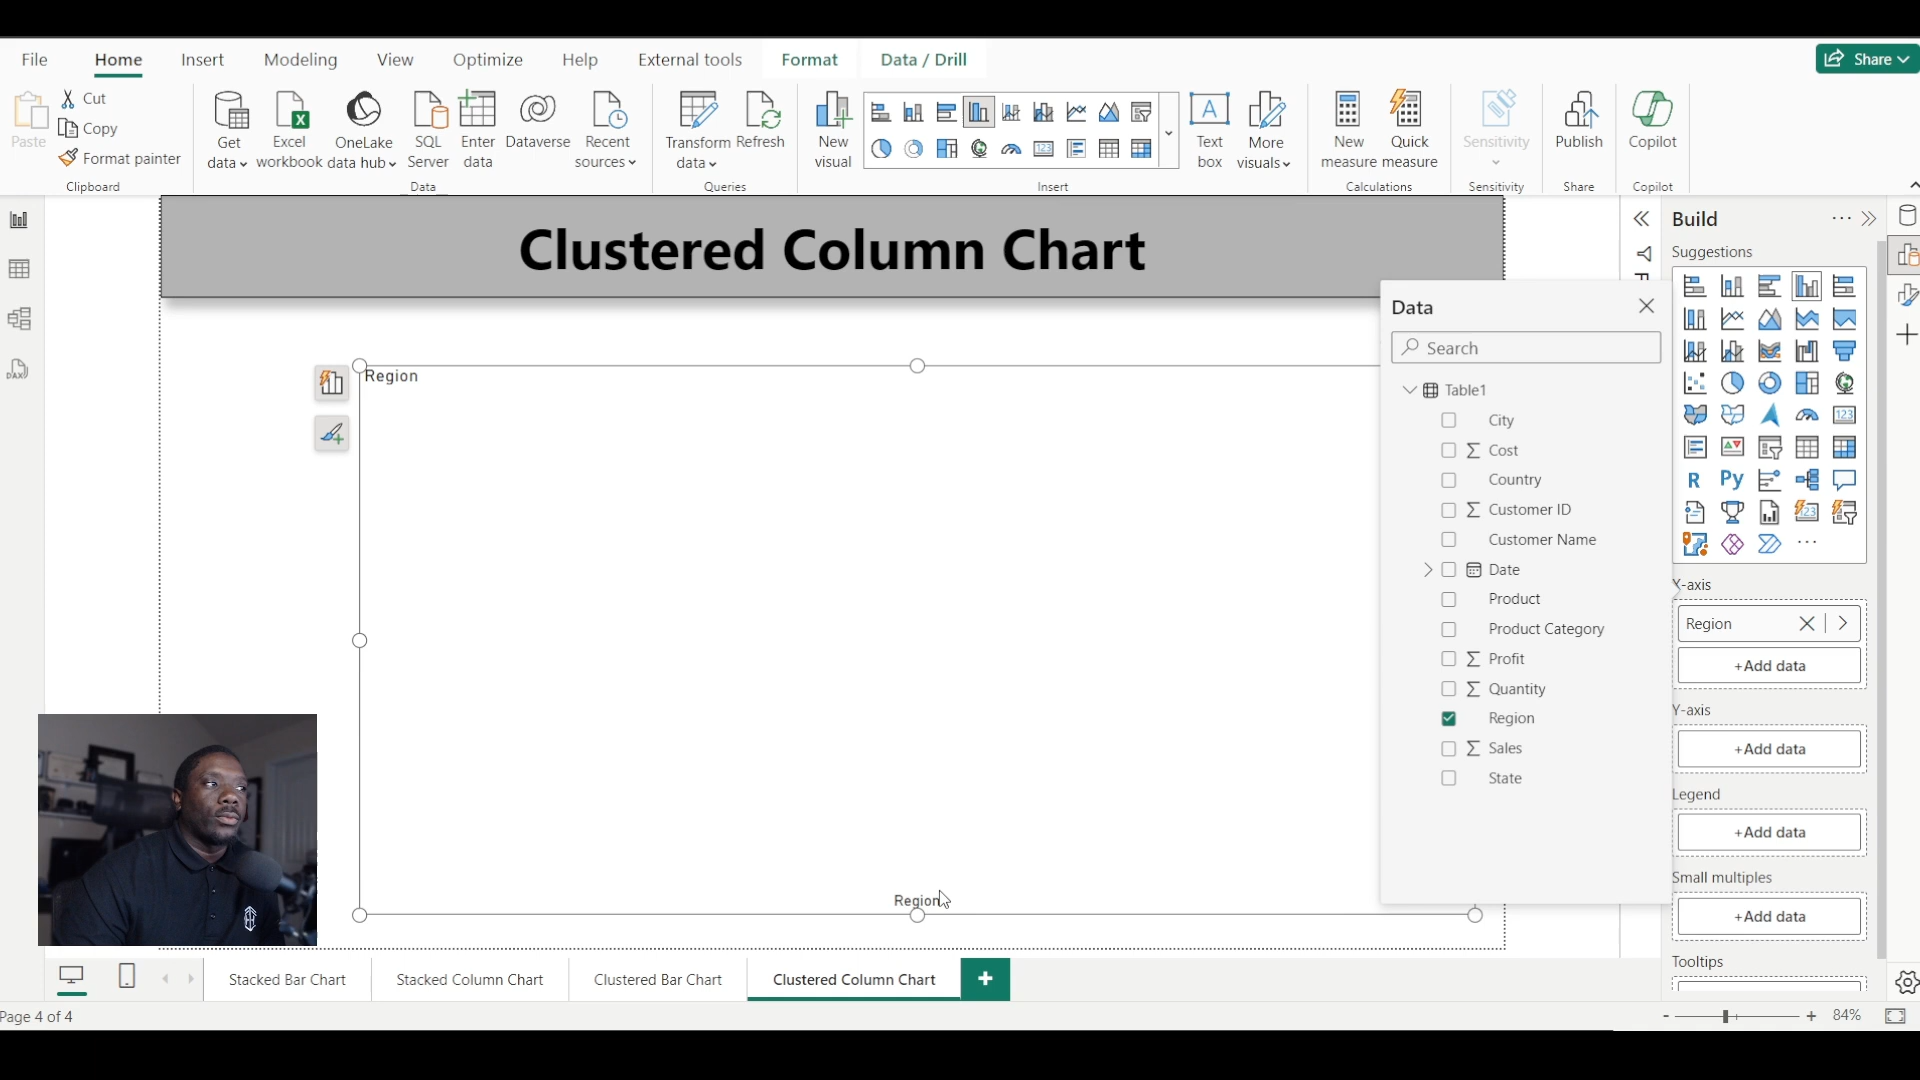 File Home Insert Modeling View Optimize Help External tools Format Data / Drill Share
Paste Cut
Copy
Format painter
Clipboard
Get data
Excel workbook
OneLake data hub
SQL Server
Enter data
Dataverse
Recent sources
Data
Transform data
Refresh
Queries
New visual
Text box
More visuals
Insert
New measure
Quick measure
Calculations
Sensitivity
Sensitivity
Publish
Share
Copilot
Copilot
Clustered Column Chart
Region
Region
Data
Search
Table1
City
Cost
Country
Customer ID
Customer Name
Date
Product
Product Category
Profit
Quantity
Region
Sales
State
Build
Suggestions
123
R Py
123
X-axis
Region
+Add data
Y-axis
+Add data
Legend
+Add data
Small multiples
+Add data
Tooltips
DAX
Stacked Bar Chart Stacked Column Chart Clustered Bar Chart Clustered Column Chart +
Page 4 of 4
- + 84%